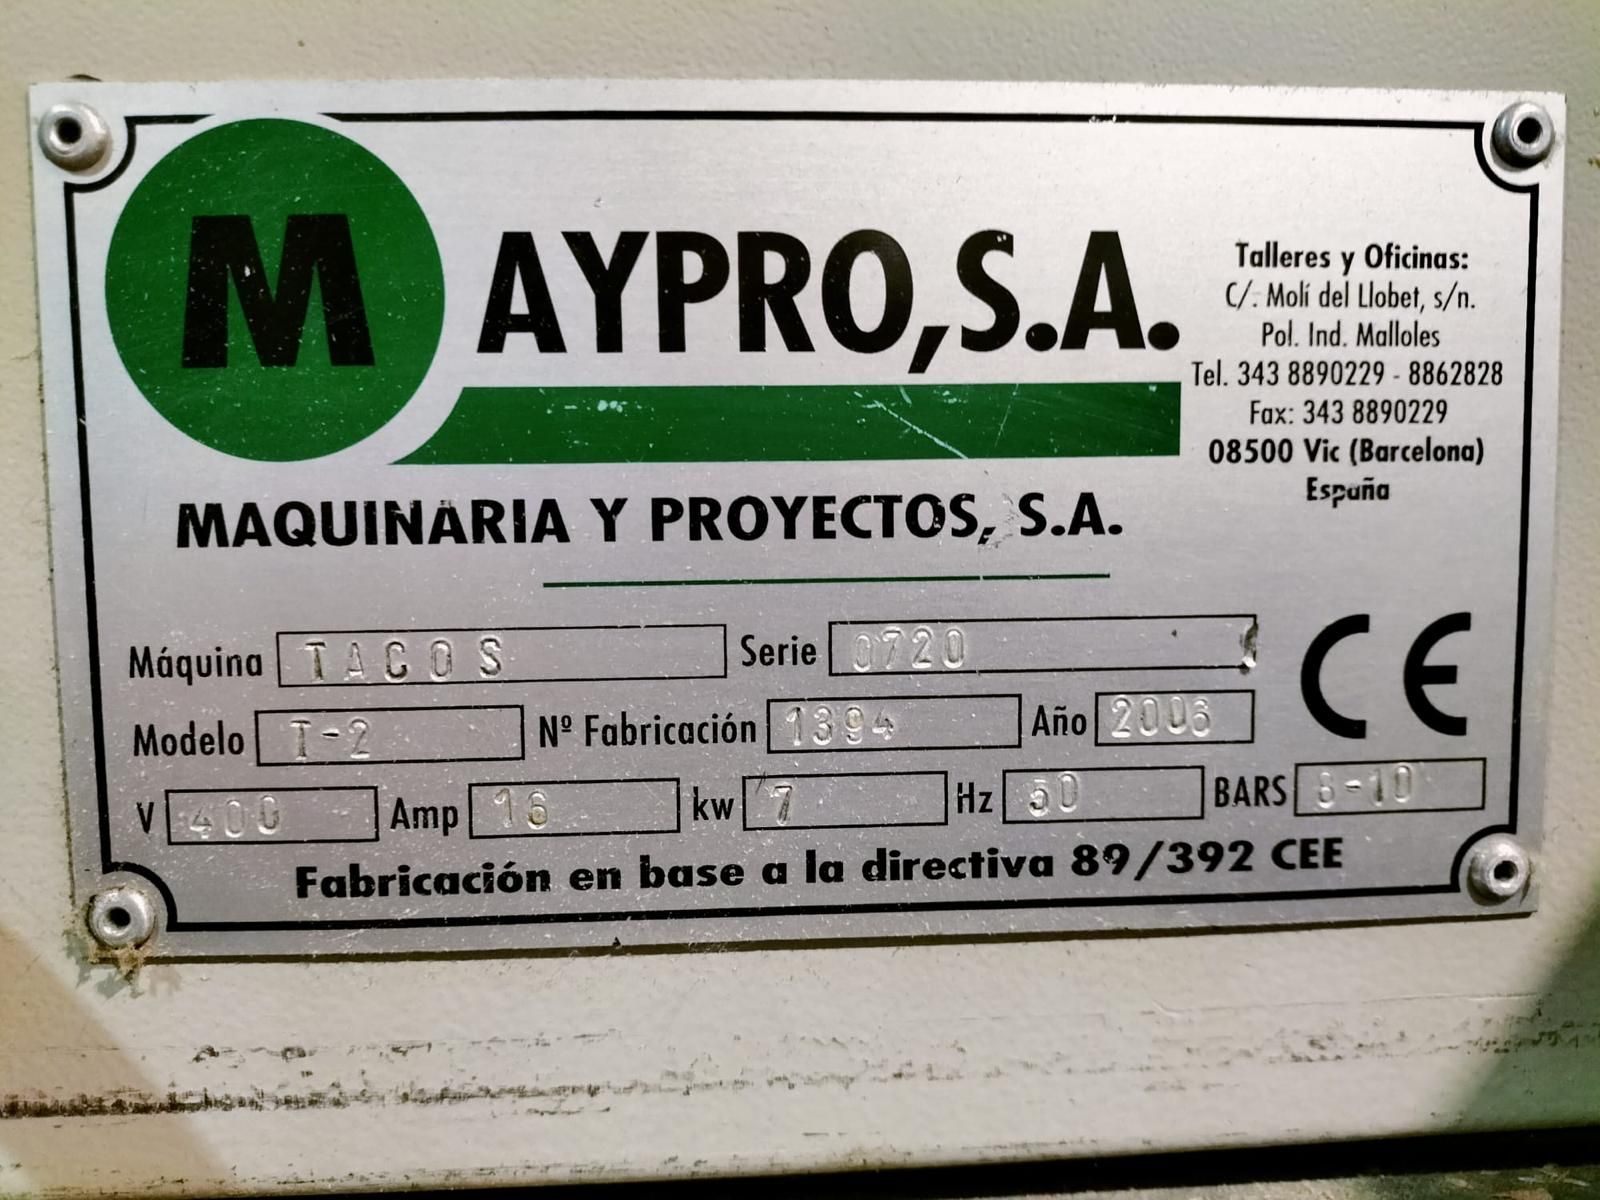 MAYPRO, S.A.
Talleres y Oficinas:
C/. Molí del Llobet, s/n.
Pol. Ind. Malloles
Tel. 343 8890229 - 8862828
Fax: 343 8890229
08500 Vic (Barcelona)
España
MAQUINARIA Y PROYECTOS, S.A.
Máquina TACOS Serie 0720
Modelo T-2 Nº Fabricación 1394 Año 2006
V 400 Amp 16 kw 7 Hz 50 BARS 8-10
CE
Fabricación en base a la directiva 89/392 CEE